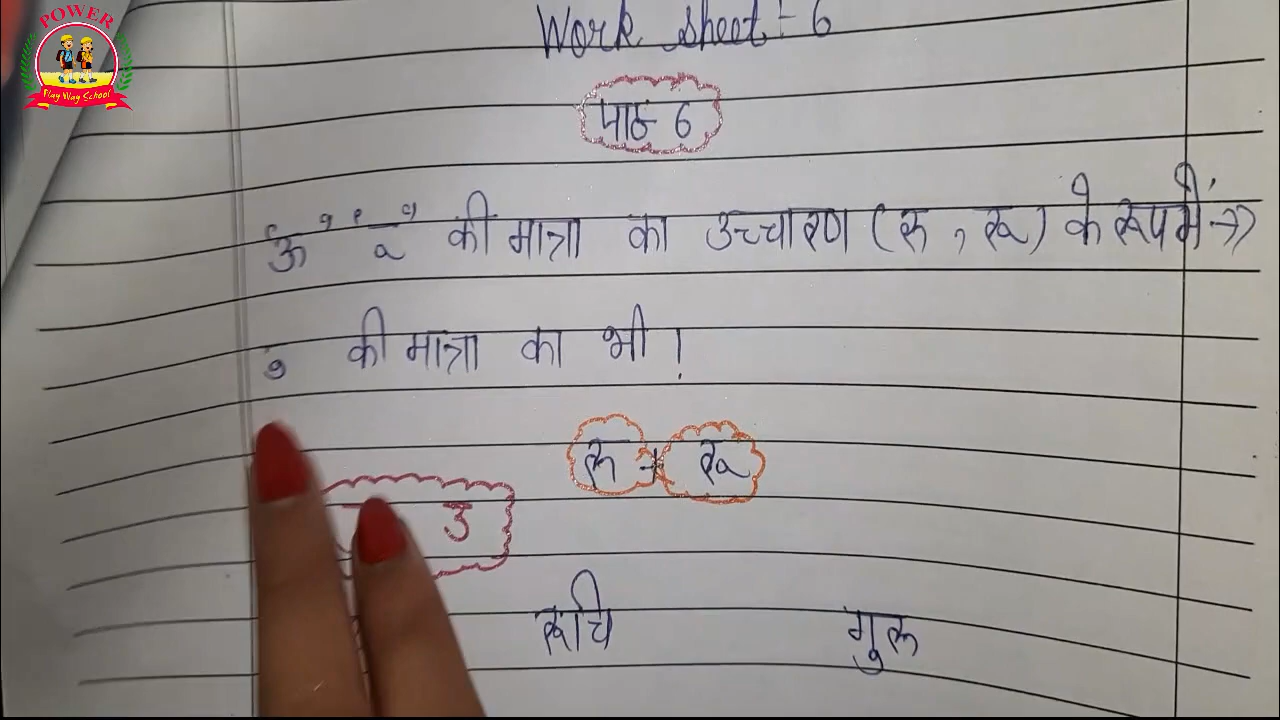 POWER
Play Way School
Work sheet :- 6
पाठ 6
ऊ ू की मात्रा का उच्चारण (रु , रू) के रूप में →
ु की मात्रा का भी !
रु + रू
उ
रूचि गुरु